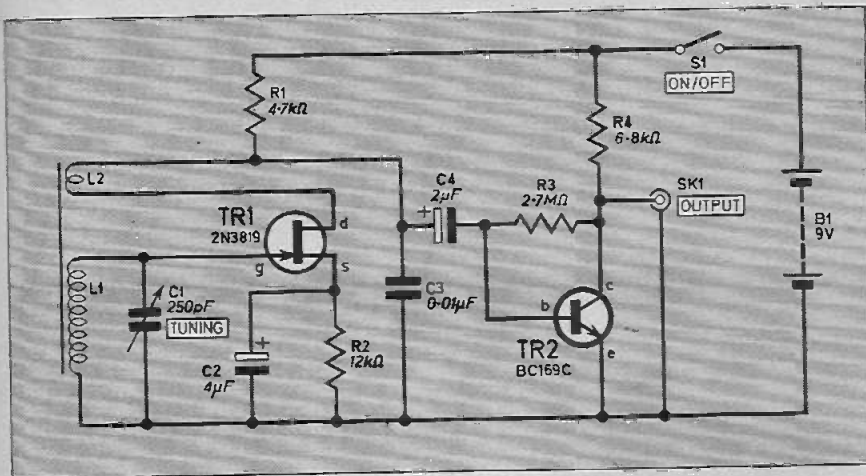 R1
4·7kΩ
L2
TR1
2N3819
d
g
s
L1
C1
250pF
TUNING
C2
4μF
+
R2
12kΩ
C3
0·01μF
C4
2μF
+
R3
2·7MΩ
R4
6·8kΩ
S1
ON/OFF
SK1
OUTPUT
B1
9V
c
b
e
TR2
BC169C